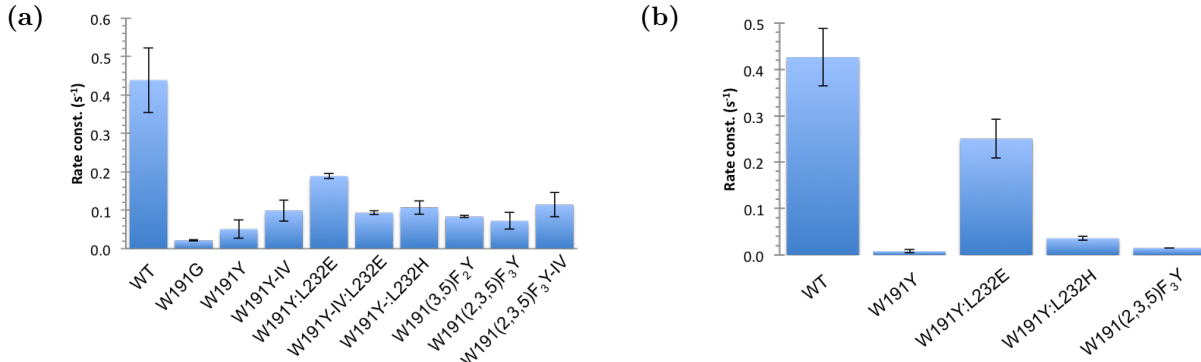 (a)
Rate const. (s⁻¹)
0.6
0.5
0.4
0.3
0.2
0.1
0.0
WT
W191G
W191Y
W191Y-IV
W191Y:L232E
W191Y-IV:L232E
W191Y-:L232H
W191(3,5)F₂Y
W191(2,3,5)F₃Y
W191(2,3,5)F₃Y-IV
(b)
Rate const. (s⁻¹)
0.5
0.4
0.3
0.2
0.1
0.0
WT
W191Y
W191Y:L232E
W191Y:L232H
W191(2,3,5)F₃Y